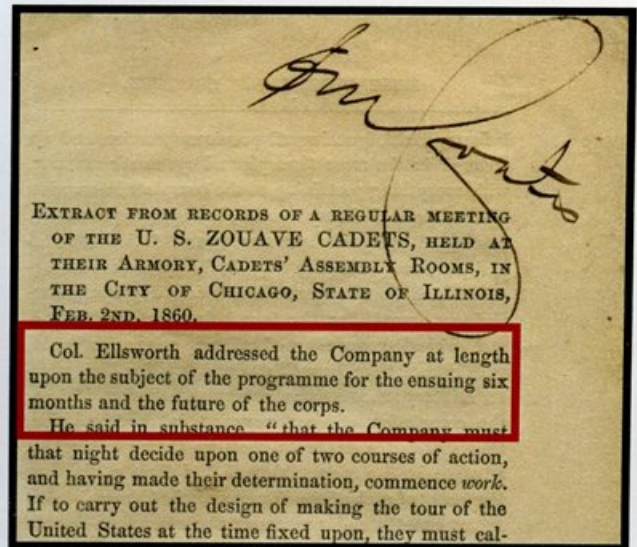 EXTRACT FROM RECORDS OF A REGULAR MEETING
OF THE U. S. ZOUAVE CADETS, HELD AT
THEIR ARMORY, CADETS' ASSEMBLY ROOMS, IN
THE CITY OF CHICAGO, STATE OF ILLINOIS,
FEB. 2ND, 1860.
Col. Ellsworth addressed the Company at length
upon the subject of the programme for the ensuing six
months and the future of the corps.
He said in substance, "that the Company must
that night decide upon one of two courses of action,
and having made their determination, commence work.
If to carry out the design of making the tour of the
United States at the time fixed upon, they must cal-